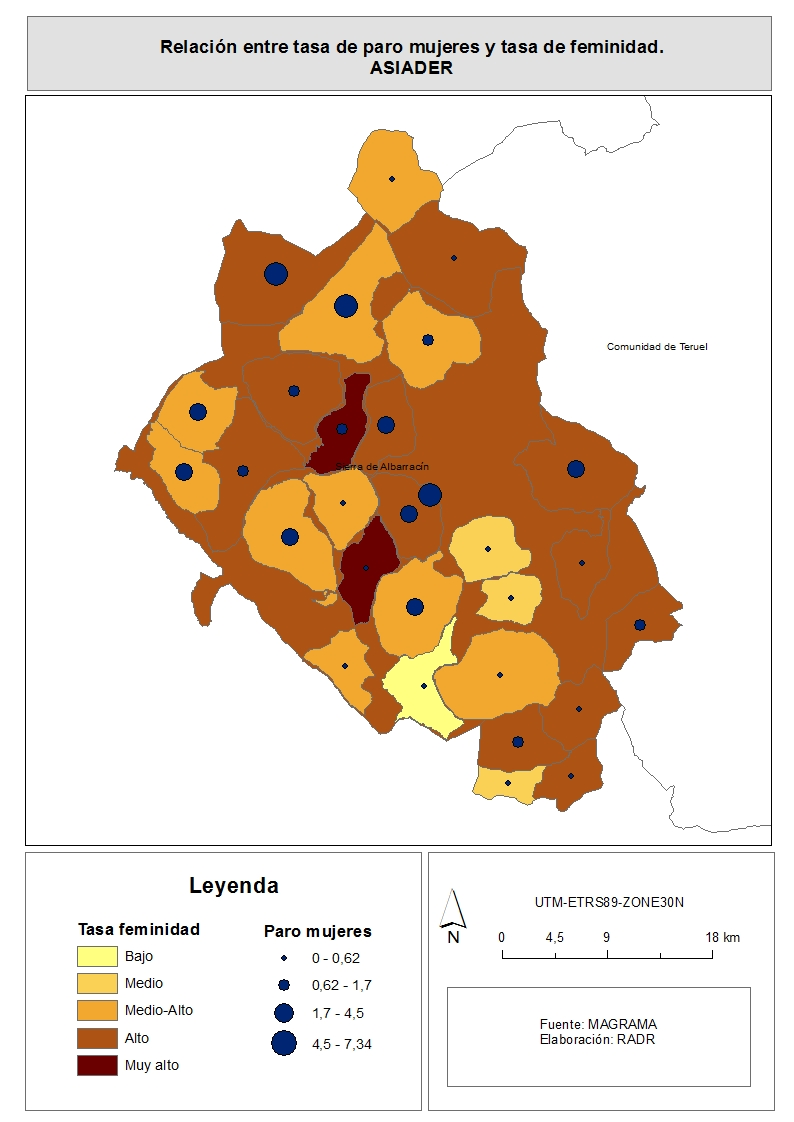 Relación entre tasa de paro mujeres y tasa de feminidad.
ASIADER
Comunidad de Teruel
Sierra de Albarracín
Leyenda
Tasa feminidad
Bajo
Medio
Medio-Alto
Alto
Muy alto
Paro mujeres
0 - 0,62
0,62 - 1,7
1,7 - 4,5
4,5 - 7,34
N
UTM-ETRS89-ZONE30N
0 4,5 9 18 km
Fuente: MAGRAMA
Elaboración: RADR